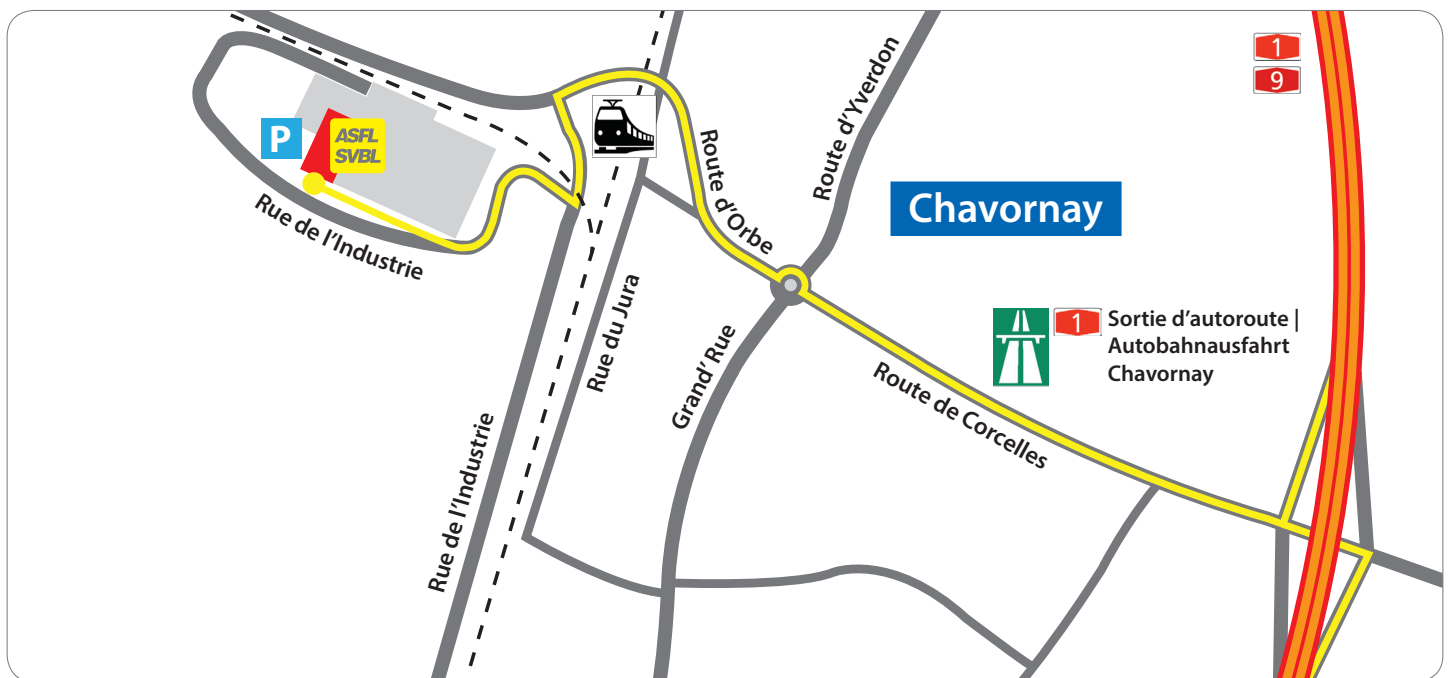 1
9
P
ASFL
SVBL
Route d'Yverdon
Route d'Orbe
Chavornay
Rue de l'Industrie
Rue du Jura
Grand'Rue
1 Sortie d'autoroute |
Autobahnausfahrt
Chavornay
Route de Corcelles
Rue de l'Industrie